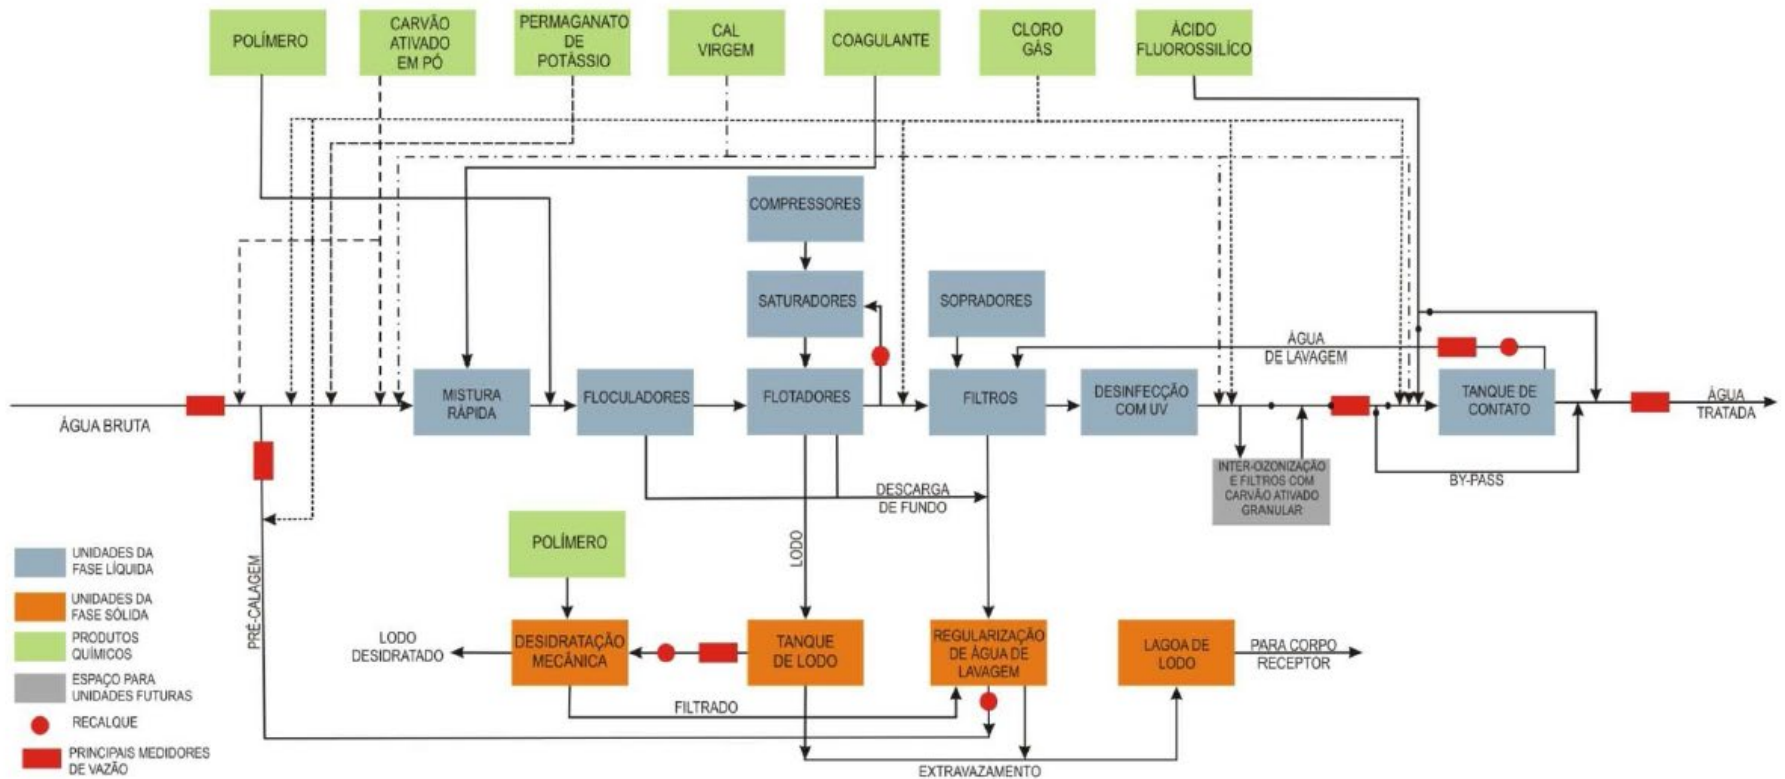 POLÍMERO
CARVÃO
ATIVADO
EM PÓ
PERMAGANATO
DE
POTÁSSIO
CAL
VIRGEM
COAGULANTE
CLORO
GÁS
ÁCIDO
FLUOROSSILÍCO
COMPRESSORES
SATURADORES
SOPRADORES
ÁGUA
DE LAVAGEM
ÁGUA BRUTA
MISTURA
RÁPIDA
FLOCULADORES
FLOTADORES
FILTROS
DESINFECÇÃO
COM UV
TANQUE DE
CONTATO
ÁGUA
TRATADA
INTER-OIZONIZAÇÃO
E FILTROS COM
CARVÃO ATIVADO
GRANULAR
BY-PASS
DESCARGA
DE FUNDO
LODO
PRÉ-CALAGEM
POLÍMERO
UNIDADES DA
FASE LÍQUIDA
UNIDADES DA
FASE SÓLIDA
PRODUTOS
QUÍMICOS
ESPAÇO PARA
UNIDADES FUTURAS
RECALQUE
PRINCIPAIS MEDIDORES
DE VAZÃO
LODO
DESIDRATADO
DESIDRATAÇÃO
MECÂNICA
TANQUE
DE LODO
REGULARIZAÇÃO
DE ÁGUA DE
LAVAGEM
LAGOA DE
LODO
PARA CORPO
RECEPTOR
FILTRADO
EXTRAVAZAMENTO